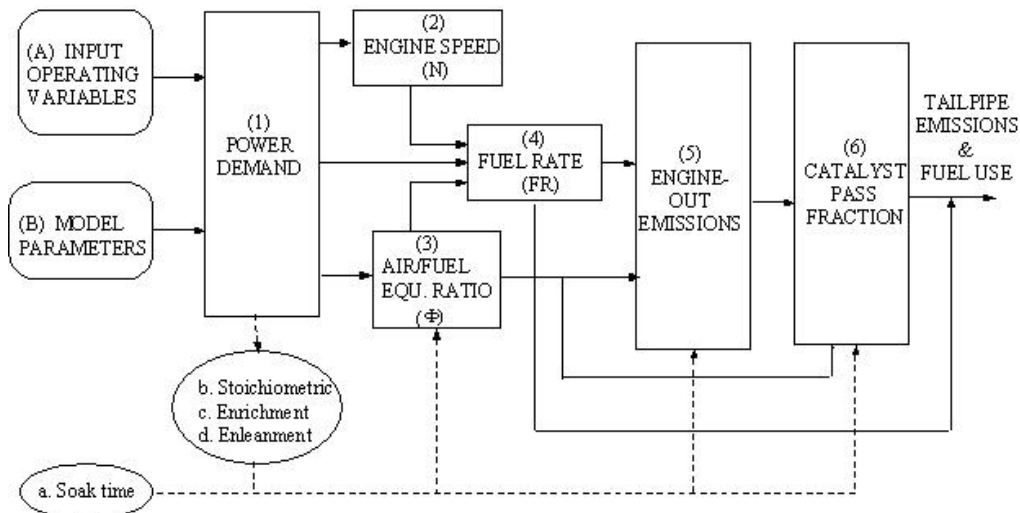 (A) INPUT
OPERATING
VARIABLES
(B) MODEL
PARAMETERS
(1)
POWER
DEMAND
(2)
ENGINE SPEED
(N)
(3)
AIR/FUEL
EQU. RATIO
(Φ)
(4)
FUEL RATE
(FR)
(5)
ENGINE-
OUT
EMISSIONS
(6)
CATALYST
PASS
FRACTION
TAILPIPE
EMISSIONS
&
FUEL USE
b. Stoichiometric
c. Enrichment
d. Enleanment
a. Soak time